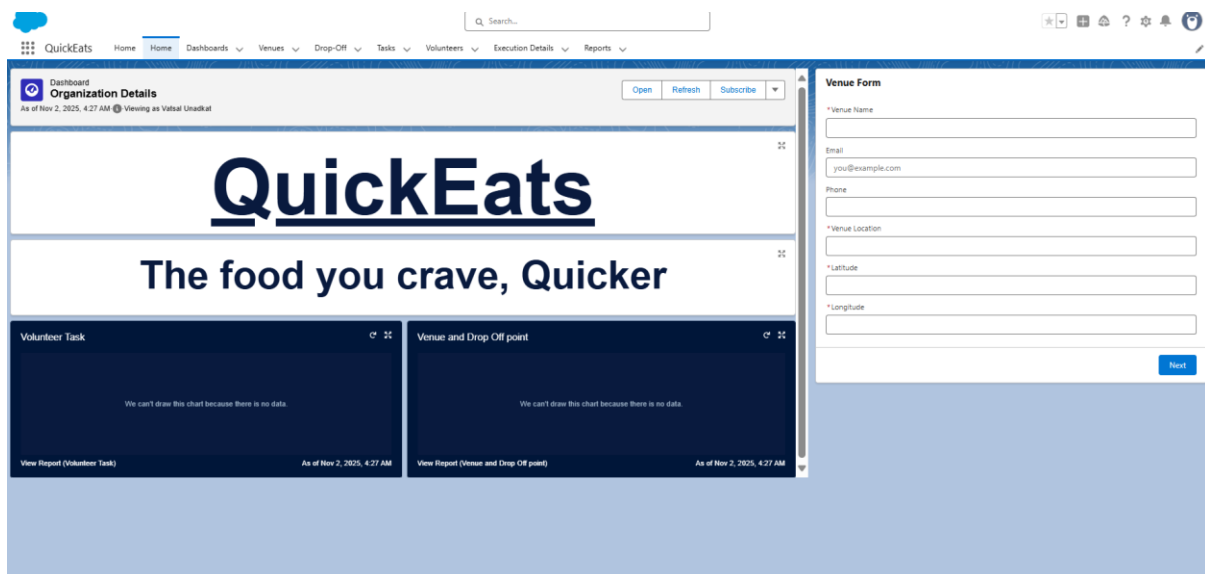 Search...
QuickEats Home Home Dashboards Venues Drop-Off Tasks Volunteers Execution Details Reports
Dashboard
Organization Details
As of Nov 2, 2025, 4:27 AM Viewing as Vatsal Unadkat
Open Refresh Subscribe
QuickEats
The food you crave, Quicker
Volunteer Task
We can't draw this chart because there is no data.
View Report (Volunteer Task) As of Nov 2, 2025, 4:27 AM
Venue and Drop Off point
We can't draw this chart because there is no data.
View Report (Venue and Drop Off point) As of Nov 2, 2025, 4:27 AM
Venue Form
*Venue Name
Email
you@example.com
Phone
*Venue Location
*Latitude
*Longitude
Next